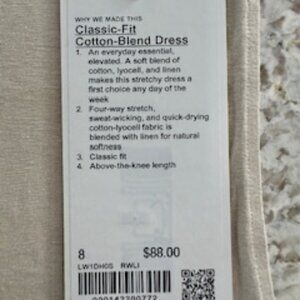 WHY WE MADE THIS
Classic-Fit
Cotton-Blend Dress
1. An everyday essential,
elevated. A soft blend of
cotton, lyocell, and linen
makes this stretchy dress a
first choice any day of the
week
2. Four-way stretch,
sweat-wicking, and quick-drying
cotton-lyocell fabric is
blended with linen for natural
softness
3. Classic fit
4. Above-the-knee length
8 $88.00
LW1DH0S RWLI